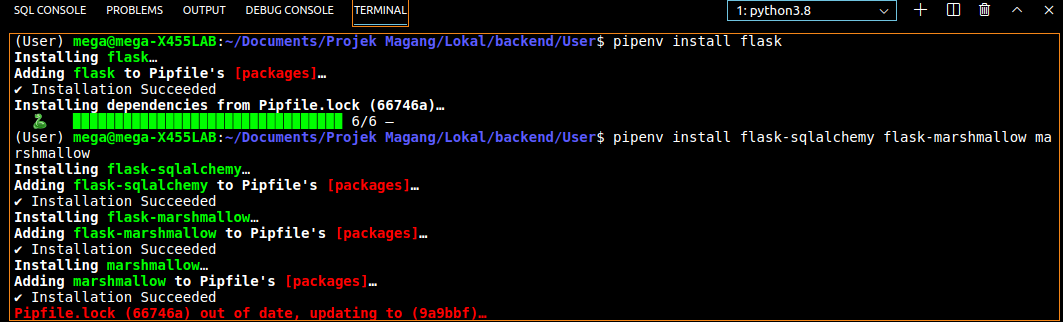 SQL CONSOLE PROBLEMS OUTPUT DEBUG CONSOLE TERMINAL 1: python3.8
(User) mega@mega-X455LAB:~/Documents/Projek Magang/Lokal/backend/User$ pipenv install flask
Installing flask…
Adding flask to Pipfile's [packages]…
✔ Installation Succeeded
Installing dependencies from Pipfile.lock (66746a)…
🐍 ▉▉▉▉▉▉▉▉▉▉▉▉▉▉▉▉▉▉▉▉▉▉▉▉▉▉▉▉▉▉▉▉ 6/6 —
(User) mega@mega-X455LAB:~/Documents/Projek Magang/Lokal/backend/User$ pipenv install flask-sqlalchemy flask-marshmallow ma
rshmallow
Installing flask-sqlalchemy…
Adding flask-sqlalchemy to Pipfile's [packages]…
✔ Installation Succeeded
Installing flask-marshmallow…
Adding flask-marshmallow to Pipfile's [packages]…
✔ Installation Succeeded
Installing marshmallow…
Adding marshmallow to Pipfile's [packages]…
✔ Installation Succeeded
Pipfile.lock (66746a) out of date, updating to (9a9bbf)…